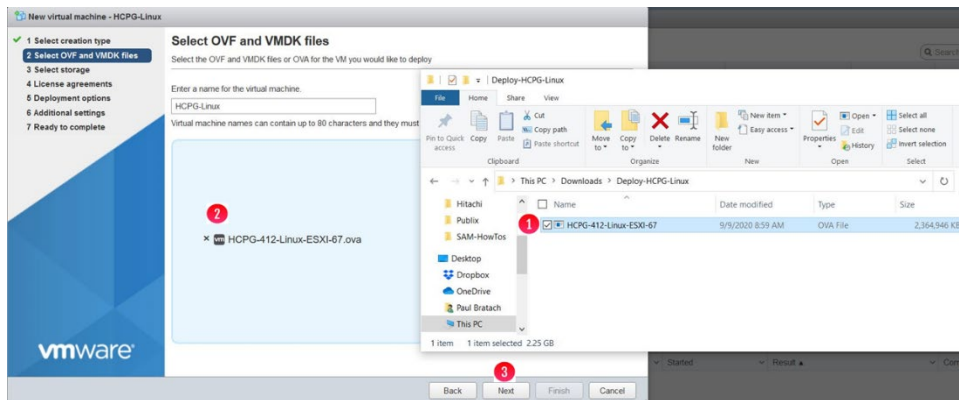 New virtual machine - HCPG-Linux
1 Select creation type
2 Select OVF and VMDK files
3 Select storage
4 License agreements
5 Deployment options
6 Additional settings
7 Ready to complete
vmware
Select OVF and VMDK files
Select the OVF and VMDK files or OVA for the VM you would like to deploy
Enter a name for the virtual machine.
HCPG-Linux
Virtual machine names can contain up to 80 characters and they must
2
× vm HCPG-412-Linux-ESXI-67.ova
3
Back Next Finish Cancel
Deploy-HCPG-Linux
File Home Share View
Pin to Quick access
Copy
Paste
Cut
Copy path
Paste shortcut
Clipboard
Move to
Copy to
Delete
Rename
Organize
New folder
New item
Easy access
New
Properties
Open
Edit
History
Open
Select all
Select none
Invert selection
Select
> This PC > Downloads > Deploy-HCPG-Linux
Hitachi
Publix
SAM-HowTos
Desktop
Dropbox
OneDrive
Paul Bratach
This PC
Name Date modified Type Size
1
HCPG-412-Linux-ESXI-67 9/9/2020 8:59 AM OVA File 2,364,946 KB
1 item 1 item selected 2.25 GB
Search
Started Result Com